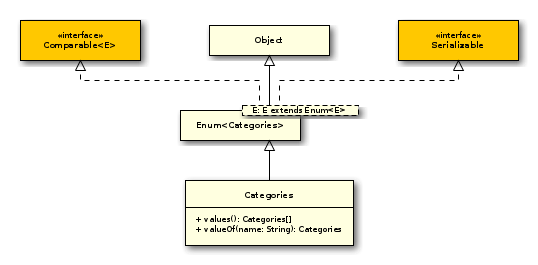 «interface»
Comparable<E>
Object
«interface»
Serializable
E: E extends Enum<E>
Enum<Categories>
Categories
+ values(): Categories[]
+ valueOf(name: String): Categories